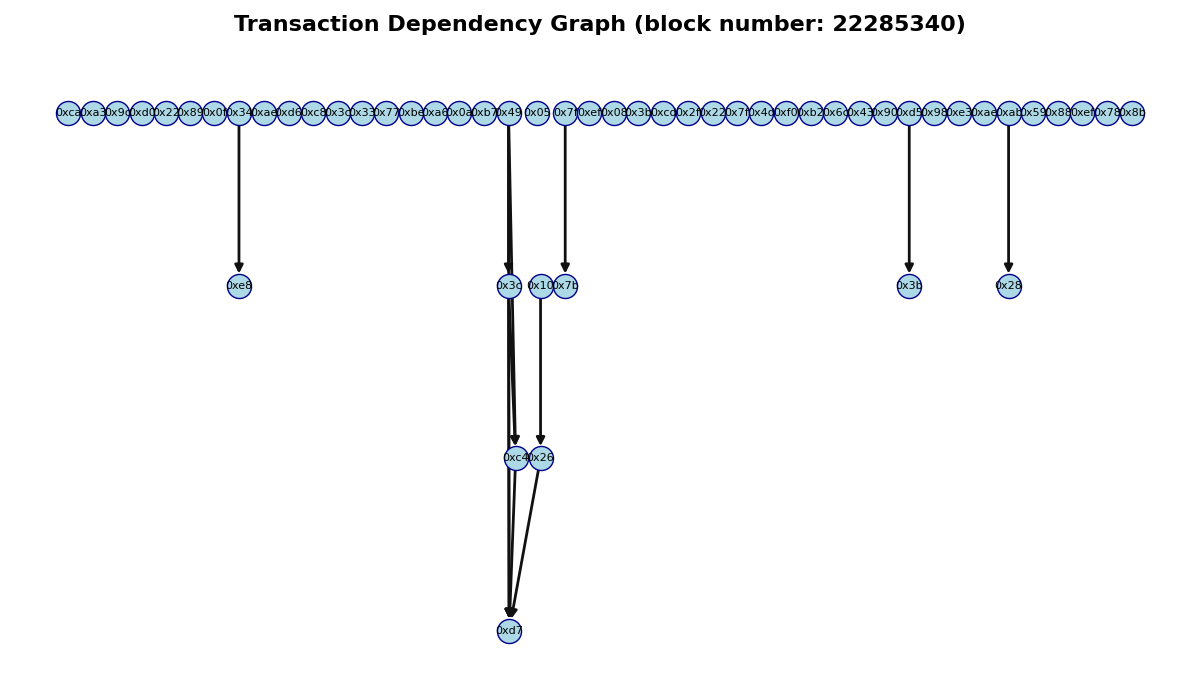 Transaction Dependency Graph (block number: 22285340)
0xca 0xa3 0x9c 0xd0 0x22 0x89 0x0f 0x34 0xae 0xd6 0xc8 0x3c 0x33 0x77 0xbe 0xa6 0x0a 0xb7 0x49 0x05 0x7f 0xef 0x08 0x3b 0xcc 0x2f 0x22 0x7f 0x4d 0xf0 0xb2 0x6c 0x43 0x90 0xd5 0x98 0xe3 0xae 0xab 0x59 0x88 0xef 0x78 0x8b
0xe8 0x3c 0x10 0x7b 0x3b 0x28
0xc4 0x26
0xd7